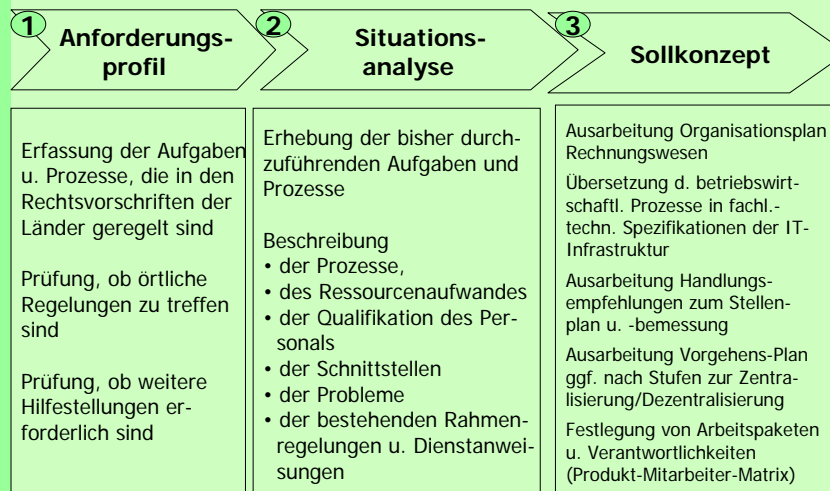 1
Anforderungs-
profil
2
Situations-
analyse
3
Sollkonzept
Erfassung der Aufgaben
u. Prozesse, die in den
Rechtsvorschriften der
Länder geregelt sind
Prüfung, ob örtliche
Regelungen zu treffen
sind
Prüfung, ob weitere
Hilfestellungen er-
forderlich sind
Erhebung der bisher durch-
zuführenden Aufgaben und
Prozesse
Beschreibung
• der Prozesse,
• des Ressourcenaufwandes
• der Qualifikation des Per-
sonals
• der Schnittstellen
• der Probleme
• der bestehenden Rahmen-
regelungen u. Dienstanwei-
sungen
Ausarbeitung Organisationsplan
Rechnungswesen
Übersetzung d. betriebswirt-
schaftl. Prozesse in fachl.-
techn. Spezifikationen der IT-
Infrastruktur
Ausarbeitung Handlungs-
empfehlungen zum Stellen-
plan u. -bemessung
Ausarbeitung Vorgehens-Plan
ggf. nach Stufen zur Zentra-
lisierung/Dezentralisierung
Festlegung von Arbeitspaketen
u. Verantwortlichkeiten
(Produkt-Mitarbeiter-Matrix)